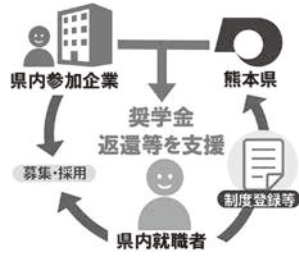 県内参加企業
熊本県
奨学金
返還等を支援
募集・採用
制度登録等
県内就職者